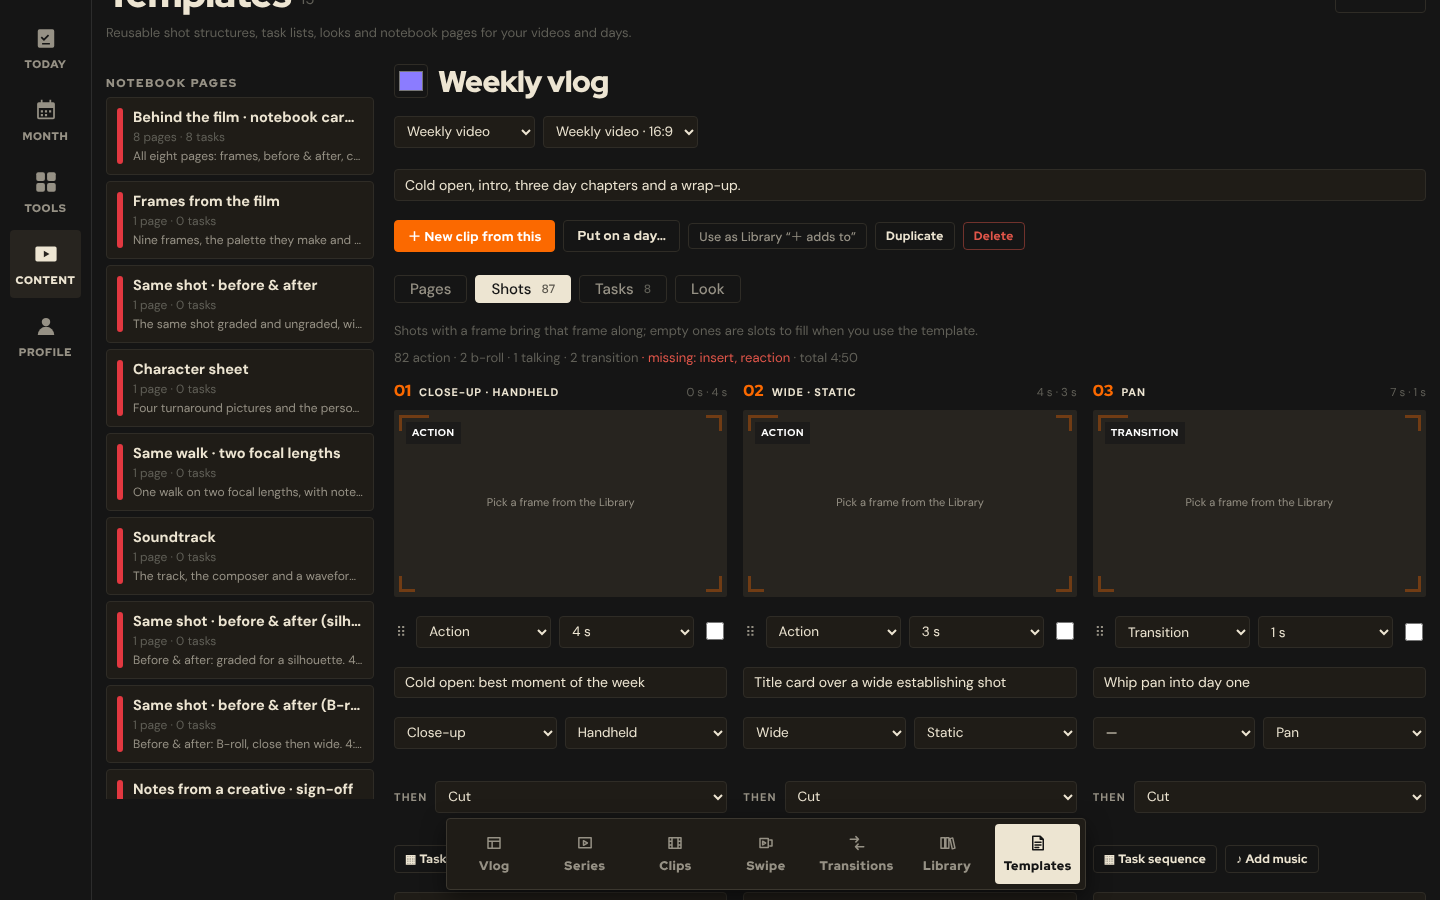 Templates 15
Reusable shot structures, task lists, looks and notebook pages for your videos and days.
TODAY
MONTH
TOOLS
CONTENT
PROFILE
NOTEBOOK PAGES
Behind the film · notebook car...
8 pages · 8 tasks
All eight pages: frames, before & after, c...
Frames from the film
1 page · 0 tasks
Nine frames, the palette they make and ...
Same shot · before & after
1 page · 0 tasks
The same shot graded and ungraded, wi...
Character sheet
1 page · 0 tasks
Four turnaround pictures and the perso...
Same walk · two focal lengths
1 page · 0 tasks
One walk on two focal lengths, with note...
Soundtrack
1 page · 0 tasks
The track, the composer and a wavefor...
Same shot · before & after (silh...
1 page · 0 tasks
Before & after: graded for a silhouette. 4...
Same shot · before & after (B-r...
1 page · 0 tasks
Before & after: B-roll, close then wide. 4:...
Notes from a creative · sign-off
Weekly vlog
Weekly video
Weekly video · 16:9
Cold open, intro, three day chapters and a wrap-up.
+ New clip from this
Put on a day...
Use as Library “+ adds to”
Duplicate
Delete
Pages
Shots 87
Tasks 8
Look
Shots with a frame bring that frame along; empty ones are slots to fill when you use the template.
82 action · 2 b-roll · 1 talking · 2 transition · missing: insert, reaction · total 4:50
01 CLOSE-UP · HANDHELD 0 s · 4 s
ACTION
Pick a frame from the Library
Action
4 s
Cold open: best moment of the week
Close-up
Handheld
THEN Cut
▦ Task
02 WIDE · STATIC 4 s · 3 s
ACTION
Pick a frame from the Library
Action
3 s
Title card over a wide establishing shot
Wide
Static
THEN Cut
03 PAN 7 s · 1 s
TRANSITION
Pick a frame from the Library
Transition
1 s
Whip pan into day one
—
Pan
THEN Cut
▦ Task sequence
♪ Add music
Vlog
Series
Clips
Swipe
Transitions
Library
Templates